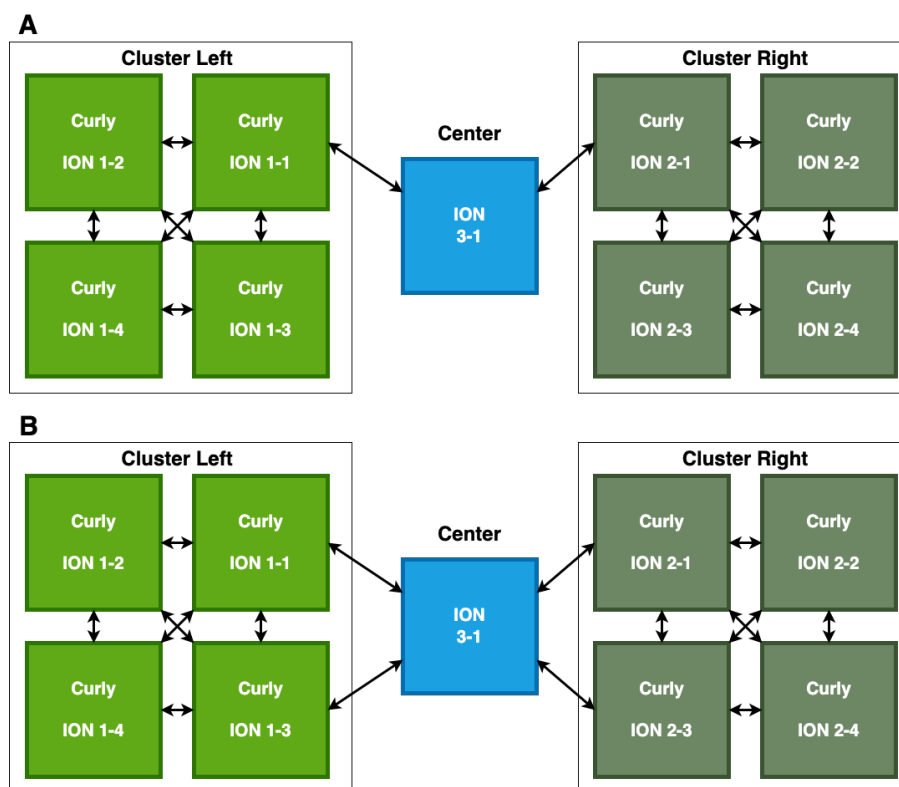 A
Cluster Left
Cluster Right
Center
Curly
ION 1-2
Curly
ION 1-1
ION
3-1
Curly
ION 2-1
Curly
ION 2-2
Curly
ION 1-4
Curly
ION 1-3
Curly
ION 2-3
Curly
ION 2-4
B
Cluster Left
Cluster Right
Center
Curly
ION 1-2
Curly
ION 1-1
ION
3-1
Curly
ION 2-1
Curly
ION 2-2
Curly
ION 1-4
Curly
ION 1-3
Curly
ION 2-3
Curly
ION 2-4